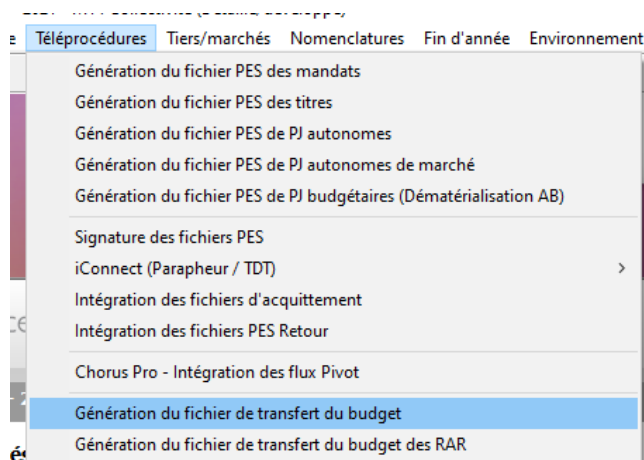 Téléprocédures Tiers/marchés Nomenclatures Fin d'année Environnement
Génération du fichier PES des mandats
Génération du fichier PES des titres
Génération du fichier PES de PJ autonomes
Génération du fichier PES de PJ autonomes de marché
Génération du fichier PES de PJ budgétaires (Dématérialisation AB)
Signature des fichiers PES
iConnect (Parapheur / TDT) >
Intégration des fichiers d'acquittement
Intégration des fichiers PES Retour
Chorus Pro - Intégration des flux Pivot
Génération du fichier de transfert du budget
Génération du fichier de transfert du budget des RAR